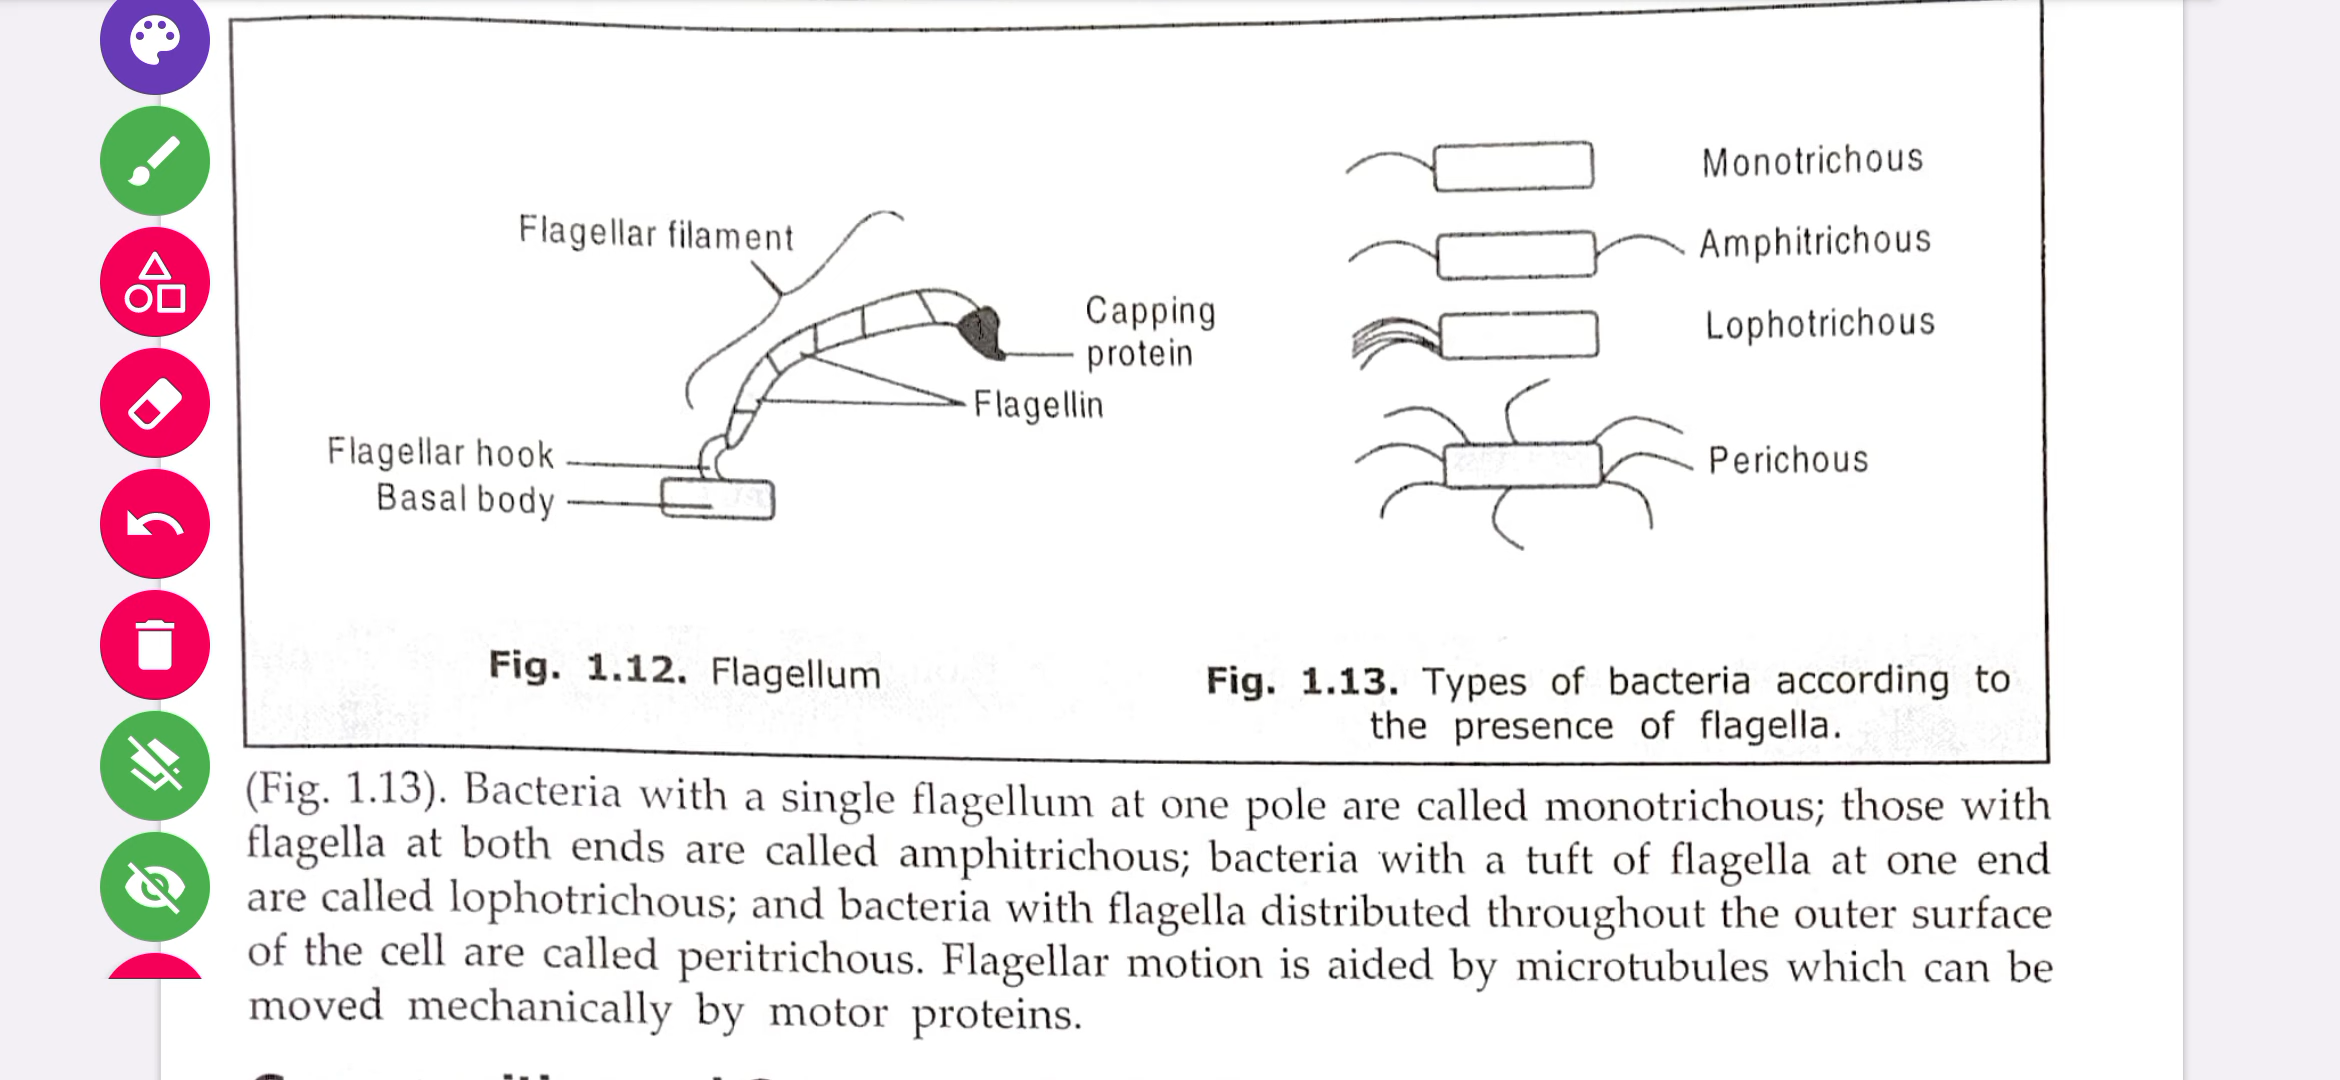 Flagellar filament
Capping
protein
Flagellin
Flagellar hook
Basal body
Fig. 1.12. Flagellum
Monotrichous
Amphitrichous
Lophotrichous
Perichous
Fig. 1.13. Types of bacteria according to
the presence of flagella.
(Fig. 1.13). Bacteria with a single flagellum at one pole are called monotrichous; those with
flagella at both ends are called amphitrichous; bacteria with a tuft of flagella at one end
are called lophotrichous; and bacteria with flagella distributed throughout the outer surface
of the cell are called peritrichous. Flagellar motion is aided by microtubules which can be
moved mechanically by motor proteins.